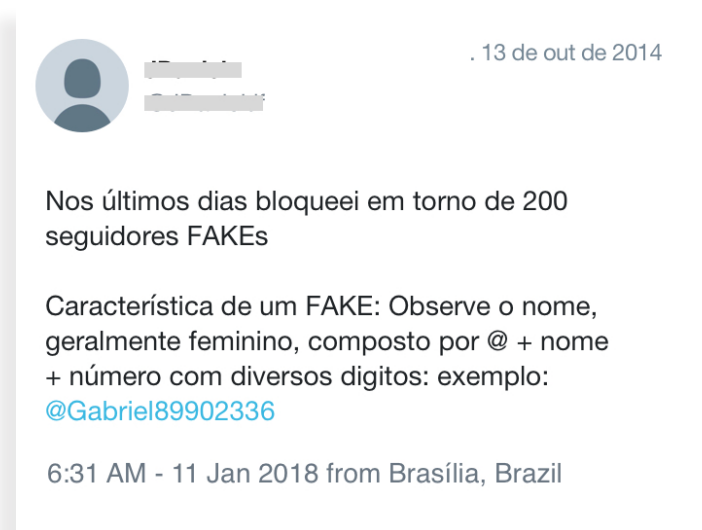 . 13 de out de 2014
Nos últimos dias bloqueei em torno de 200
seguidores FAKEs
Característica de um FAKE: Observe o nome,
geralmente feminino, composto por @ + nome
+ número com diversos digitos: exemplo:
@Gabriel89902336
6:31 AM - 11 Jan 2018 from Brasília, Brazil